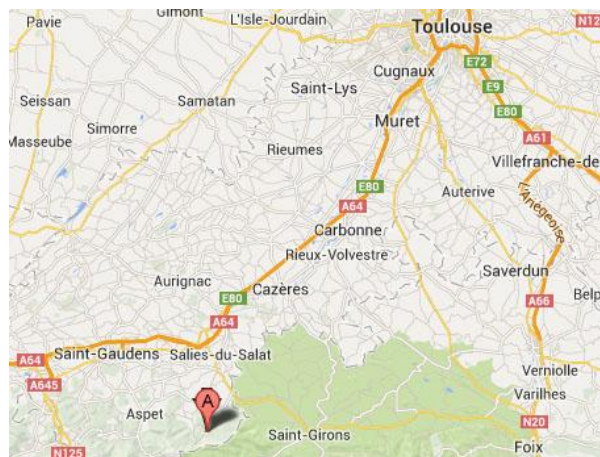 Pavie
Gimont
L'Isle-Jourdain
Toulouse
N12
Cugnaux
E72
Saint-Lys
E9
Seissan
Samatan
E80
Muret
Simorre
A61
Masseube
Rieumes
Villefranche-de
E80
Auterive
A64
L'Ariégeoise
Carbonne
Rieux-Volvestre
Saverdun
Aurignac
Cazères
E80
Belp
A66
A64
A64
Saint-Gaudens
Salies-du-Salat
Verniolle
A645
Varilhes
A
Aspet
N20
Saint-Girons
Foix
N125